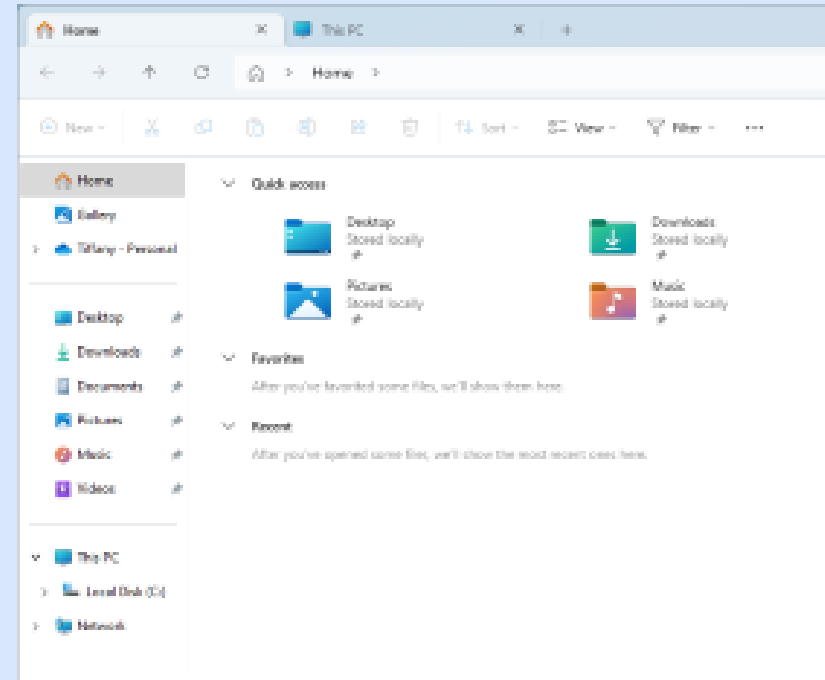 Home
This PC
Home
New
Sort
View
Filter
Home
Gallery
Tiffany - Personal
Desktop
Downloads
Documents
Pictures
Music
Videos
This PC
Local Disk (C:)
Network
Quick access
Desktop
Stored locally
Downloads
Stored locally
Pictures
Stored locally
Music
Stored locally
Favorites
After you've favorited some files, we'll show them here.
Recent
After you've opened some files, we'll show the most recent ones here.